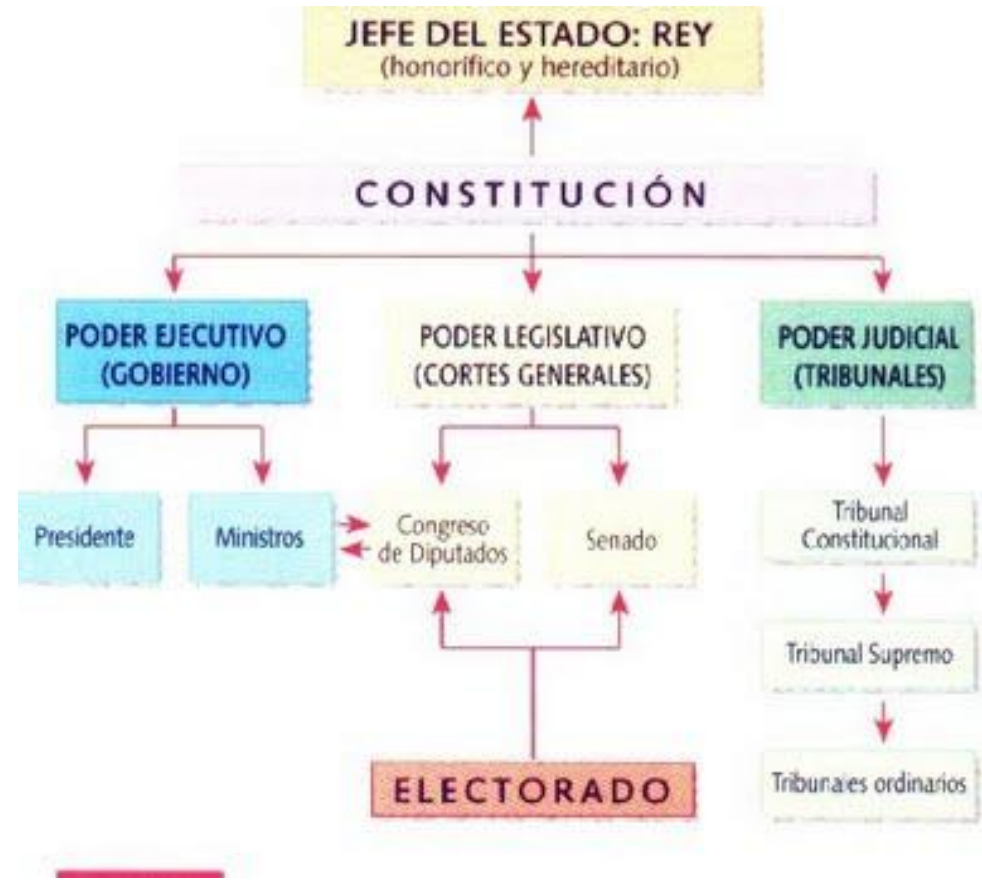 JEFE DEL ESTADO: REY
(honorífico y hereditario)
CONSTITUCIÓN
PODER EJECUTIVO
(GOBIERNO)
PODER LEGISLATIVO
(CORTES GENERALES)
PODER JUDICIAL
(TRIBUNALES)
Presidente
Ministros
Congreso
de Diputados
Senado
Tribunal
Constitucional
Tribunal Supremo
Tribunales ordinarios
ELECTORADO